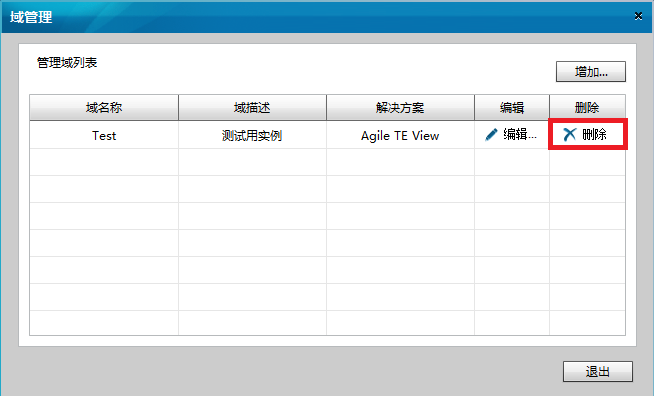 域管理
管理域列表
增加...
域名称 域描述 解决方案 编辑 删除
Test 测试用实例 Agile TE View 编辑... 删除
退出